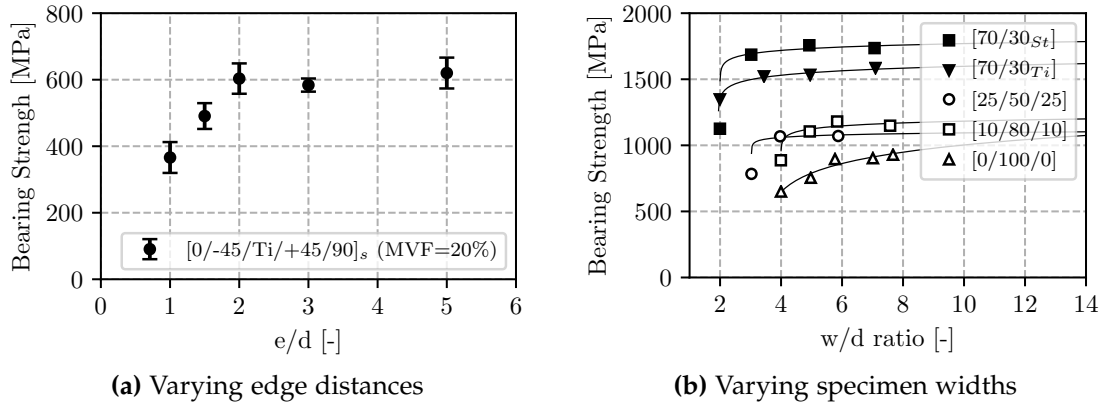 800
600
400
200
0
Bearing Strengh [MPa]
[0/-45/Ti/+45/90]s (MVF=20%)
0 1 2 3 4 5 6
e/d [-]
(a) Varying edge distances
2000
1500
1000
500
0
Bearing Strength [MPa]
[70/30St]
[70/30Ti]
[25/50/25]
[10/80/10]
[0/100/0]
2 4 6 8 10 12 14
w/d ratio [-]
(b) Varying specimen widths